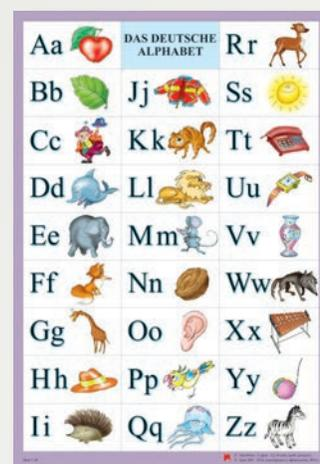 DAS DEUTSCHE
ALPHABET
Aa
Bb
Cc
Dd
Ee
Ff
Gg
Hh
Ii
Jj
Kk
Ll
Mm
Nn
Oo
Pp
Qq
Rr
Ss
Tt
Uu
Vv
Ww
Xx
Yy
Zz